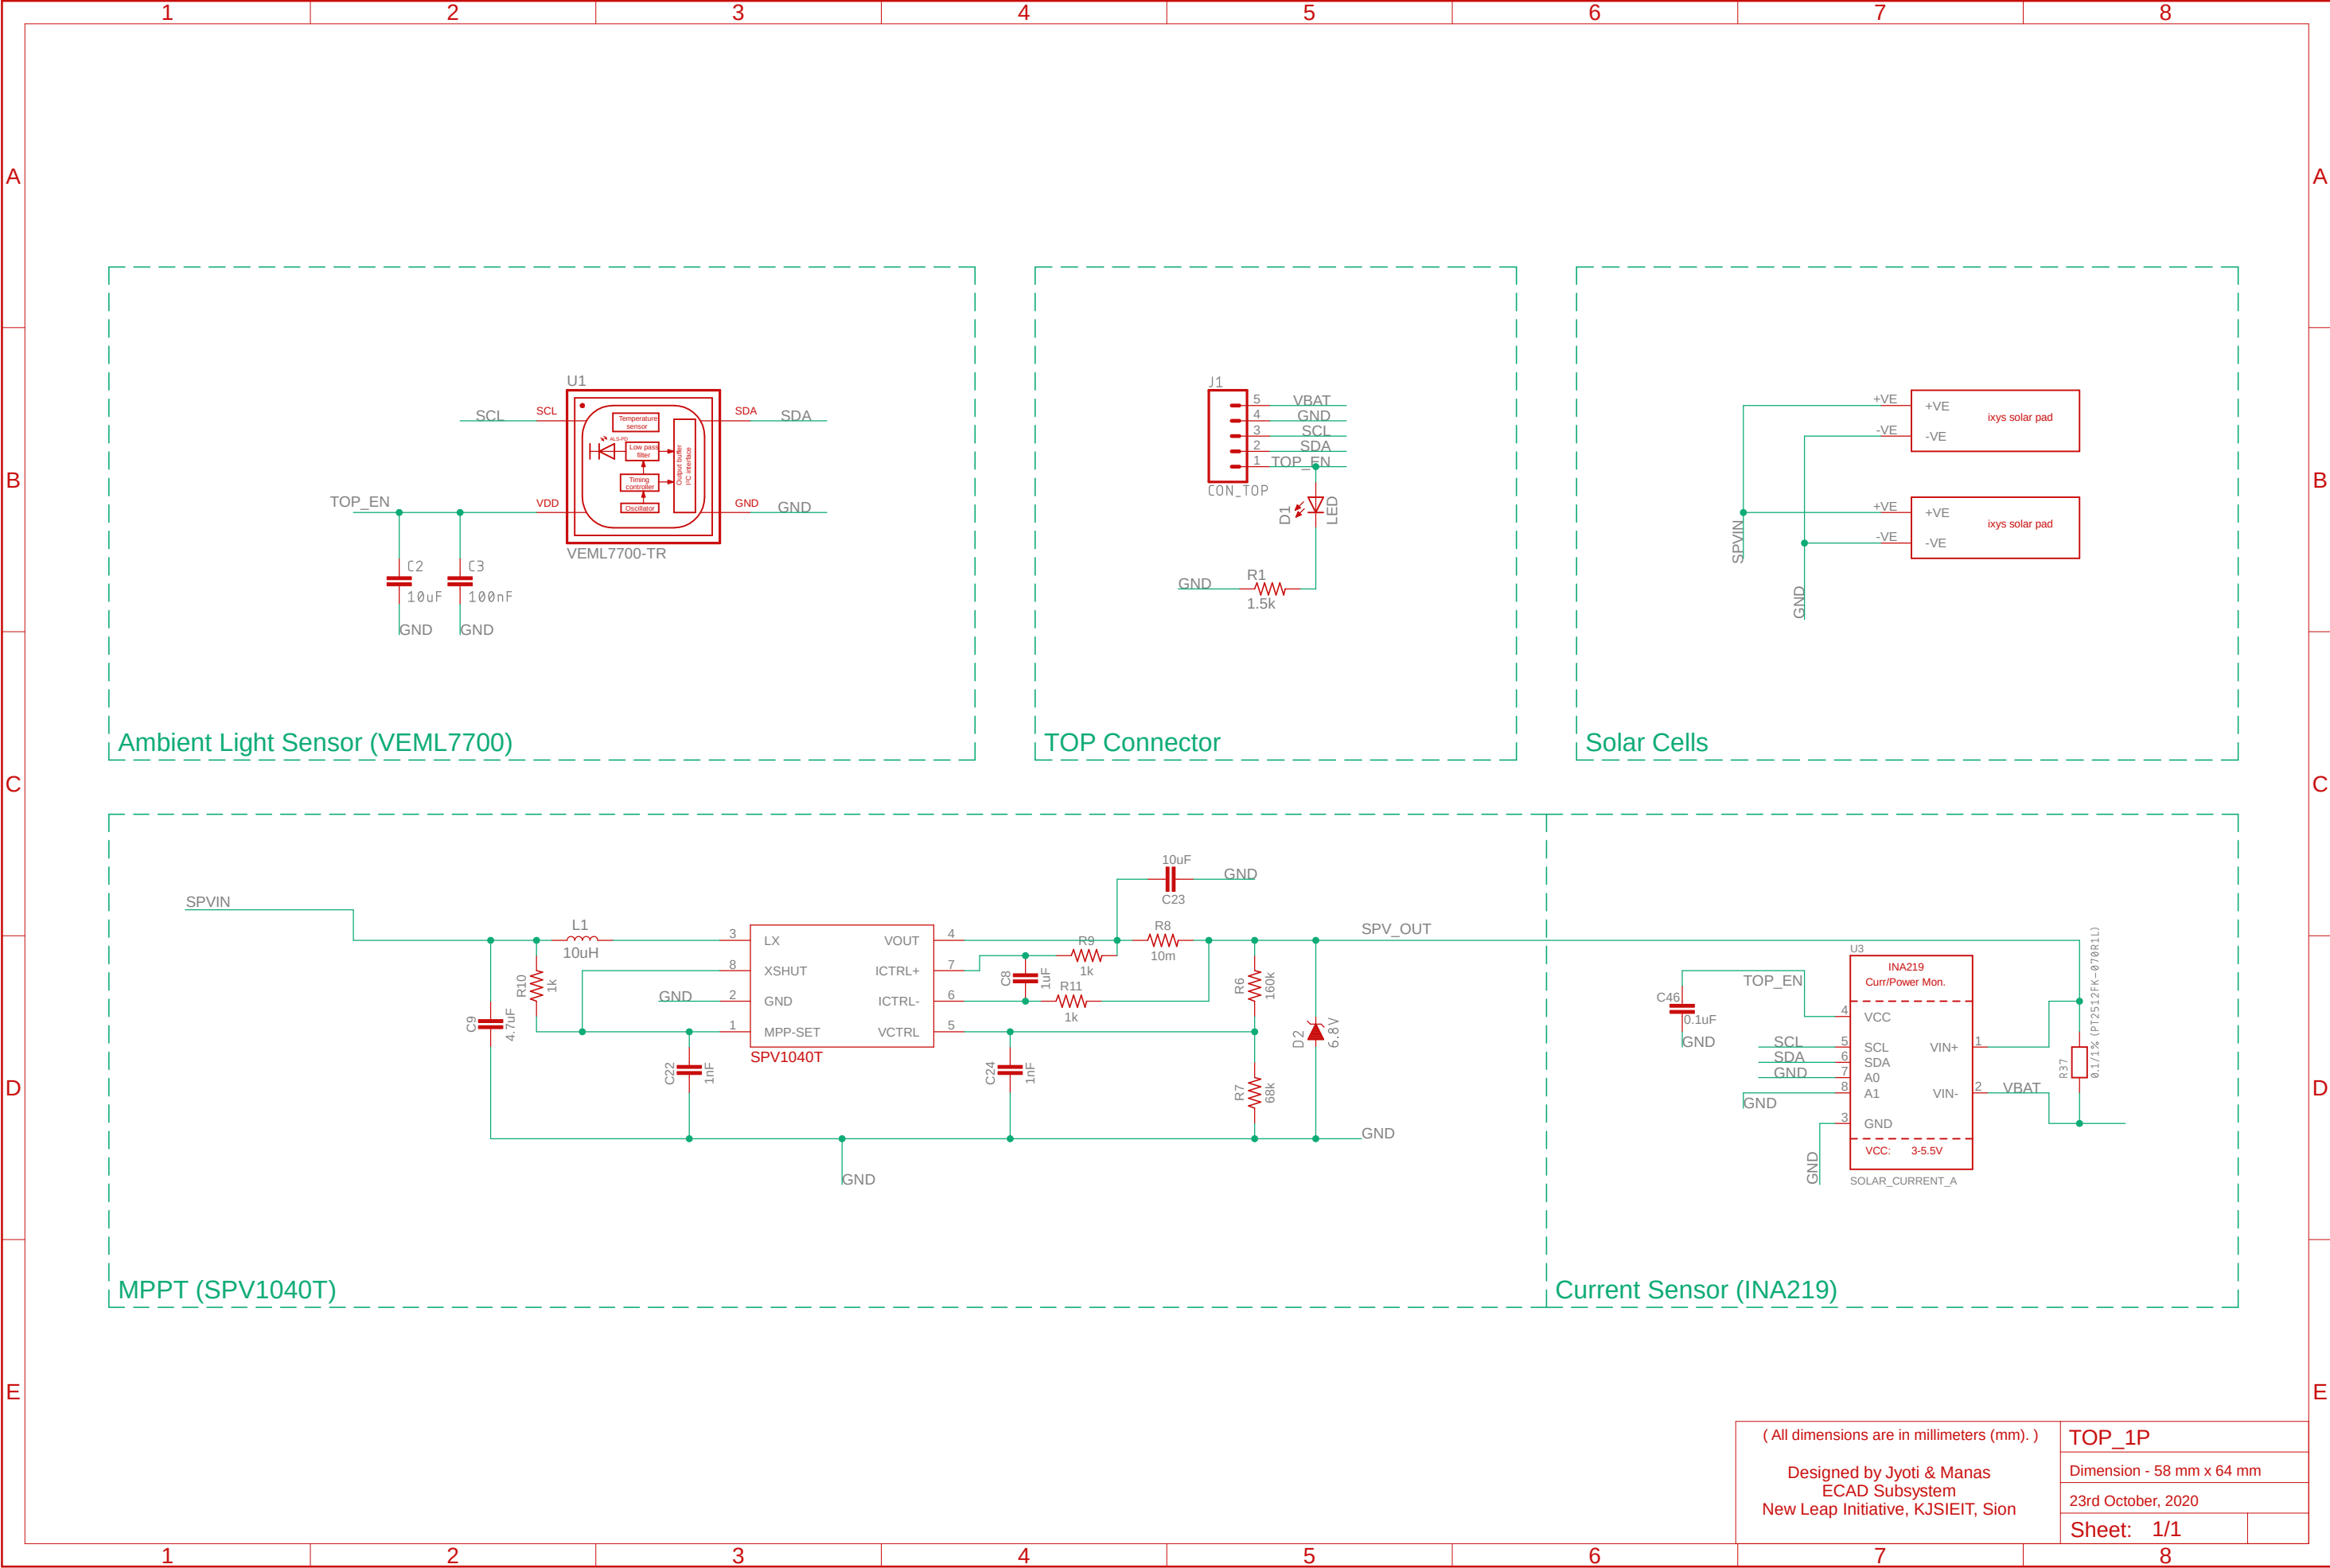 1 2 3 4 5 6 7 8
A A
B B
C C
D D
E E
U1
SCL SCL SDA SDA
Temperature
sensor
ALS-PD
Low pass
filter
Output buffer
I²C interface
Timing
controller
Oscillator
TOP_EN VDD GND GND
VEML7700-TR
C2 C3
10uF 100nF
GND GND
Ambient Light Sensor (VEML7700)
J1
5 VBAT
4 GND
3 SCL
2 SDA
1 TOP_EN
CON_TOP
D1 LED
R1
GND
1.5k
TOP Connector
+VE +VE ixys solar pad
-VE -VE
+VE +VE ixys solar pad
-VE -VE
SPVIN
GND
Solar Cells
SPVIN
L1
10uH
R10 1k
C9 4.7uF
GND
C22 1nF
3 LX VOUT 4
8 XSHUT ICTRL+ 7
2 GND ICTRL- 6
1 MPP-SET VCTRL 5
SPV1040T
10uF
C23
GND
R8
10m
R9
1k
C8 1uF
R11
1k
C24 1nF
R6 160k
R7 68k
D2 6.8V
SPV_OUT
GND
GND
MPPT (SPV1040T)
U3
INA219
Curr/Power Mon.
TOP_EN
C46
0.1uF
GND
4 VCC
SCL 5 SCL VIN+ 1
SDA 6 SDA
GND 7 A0
GND 8 A1 VIN- 2 VBAT
3 GND
GND
VCC: 3-5.5V
SOLAR_CURRENT_A
R37 0.1/1% (PT2512FK-070R1L)
Current Sensor (INA219)
( All dimensions are in millimeters (mm). )
Designed by Jyoti & Manas
ECAD Subsystem
New Leap Initiative, KJSIEIT, Sion
TOP_1P
Dimension - 58 mm x 64 mm
23rd October, 2020
Sheet: 1/1
1 2 3 4 5 6 7 8